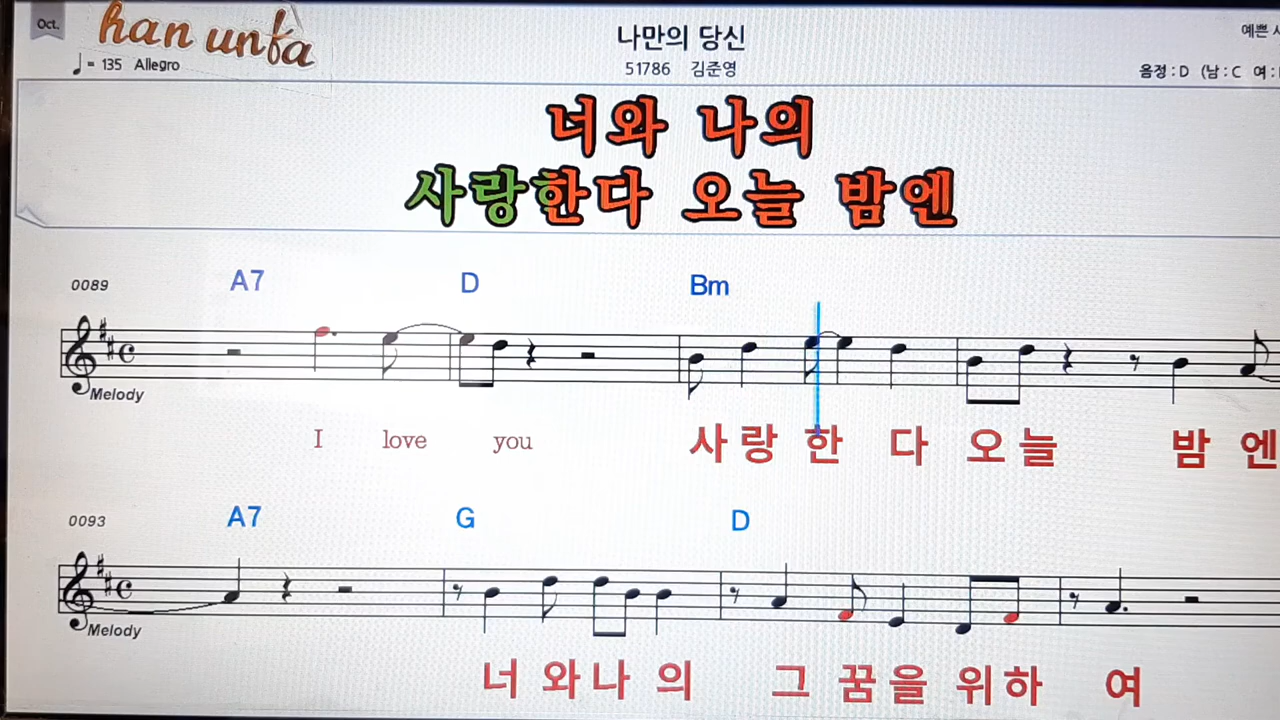 Oct. han unfa
나만의 당신
예쁜
♩= 135 Allegro
51786 김준영
음정:D (남:C 여:
너와 나의
사랑한다 오늘 밤엔
0089 A7 D Bm
Melody
I love you 사랑한다 오늘 밤엔
0093 A7 G D
Melody
너와나의 그꿈을 위하여